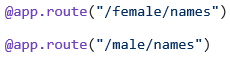 @app.route("/female/names")
@app.route("/male/names")